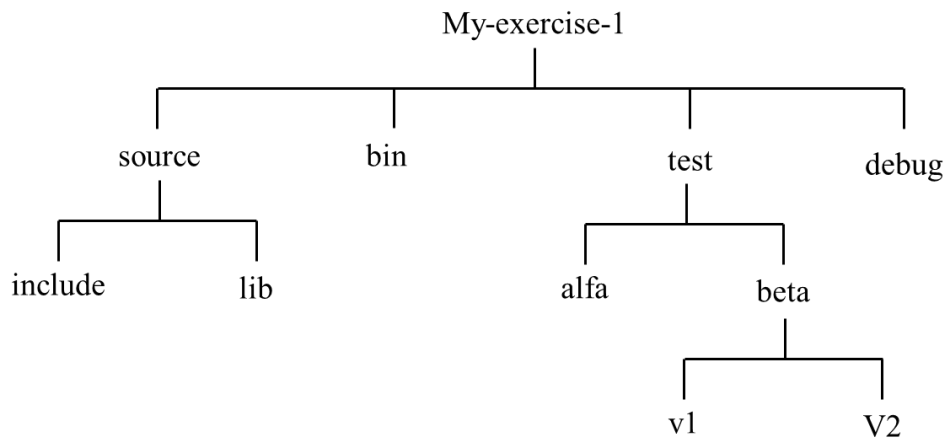 My-exercise-1
source bin test debug
include lib alfa beta
v1 V2